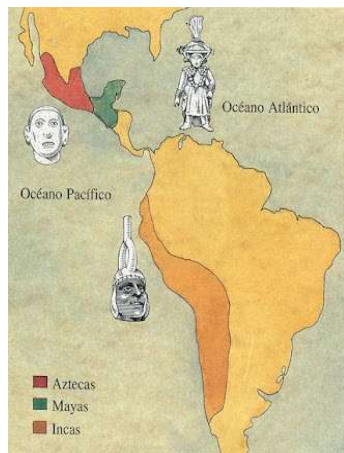 Océano Atlántico
Océano Pacífico
Aztecas
Mayas
Incas